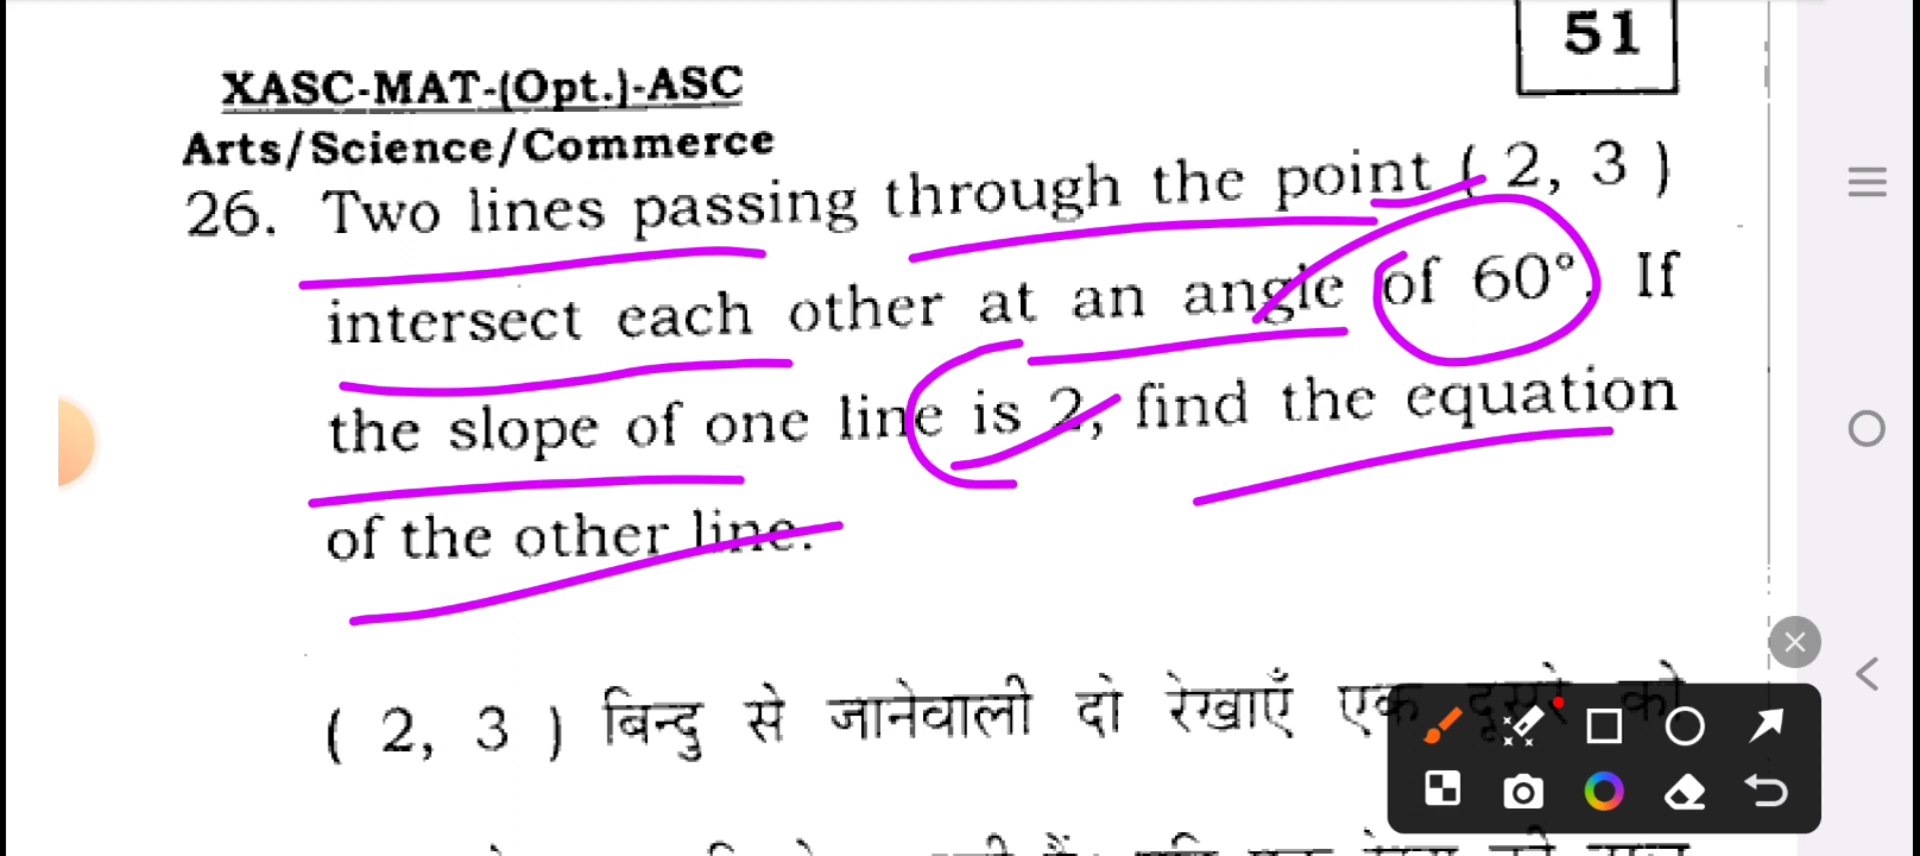 51
XASC-MAT-(Opt.)-ASC
Arts/Science/Commerce
26. Two lines passing through the point ( 2, 3 )
intersect each other at an angle of 60°. If
the slope of one line is 2, find the equation
of the other line.
( 2, 3 ) बिन्दु से जानेवाली दो रेखाएँ एक दूसरे को